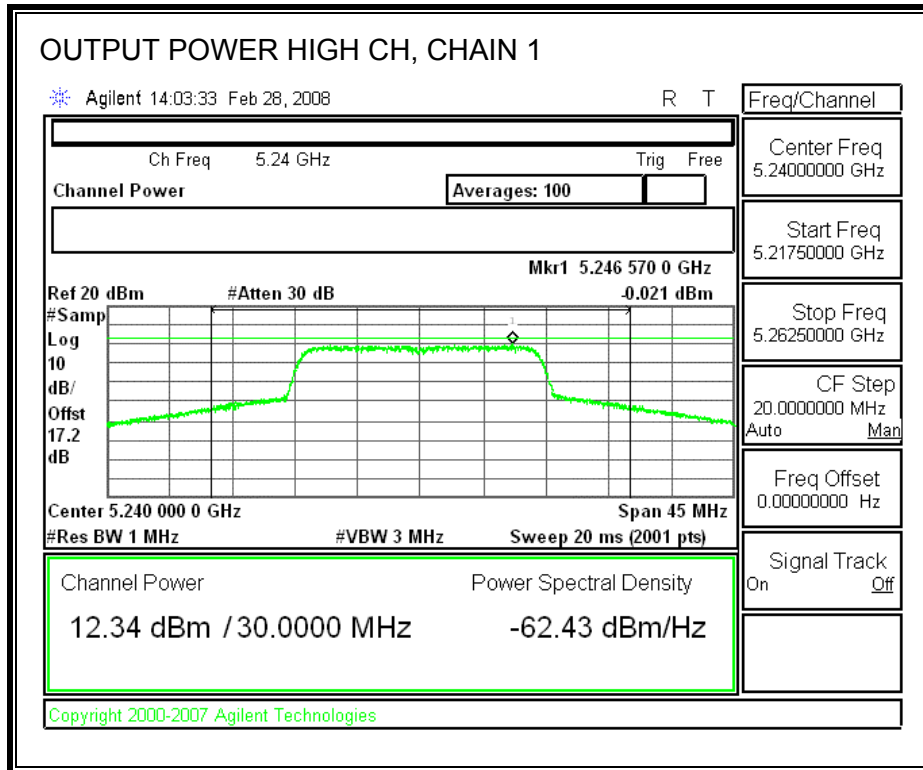 OUTPUT POWER HIGH CH, CHAIN 1
Agilent 14:03:33 Feb 28, 2008 R T
Ch Freq 5.24 GHz Trig Free
Channel Power Averages: 100
Mkr1 5.246 570 0 GHz
Ref 20 dBm #Atten 30 dB -0.021 dBm
#Samp
Log
10
dB/
Offst
17.2
dB
1
Center 5.240 000 0 GHz Span 45 MHz
#Res BW 1 MHz #VBW 3 MHz Sweep 20 ms (2001 pts)
Channel Power Power Spectral Density
12.34 dBm / 30.0000 MHz -62.43 dBm/Hz
Copyright 2000-2007 Agilent Technologies
Freq/Channel
Center Freq
5.24000000 GHz
Start Freq
5.21750000 GHz
Stop Freq
5.26250000 GHz
CF Step
20.0000000 MHz
Auto Man
Freq Offset
0.00000000 Hz
Signal Track
On Off